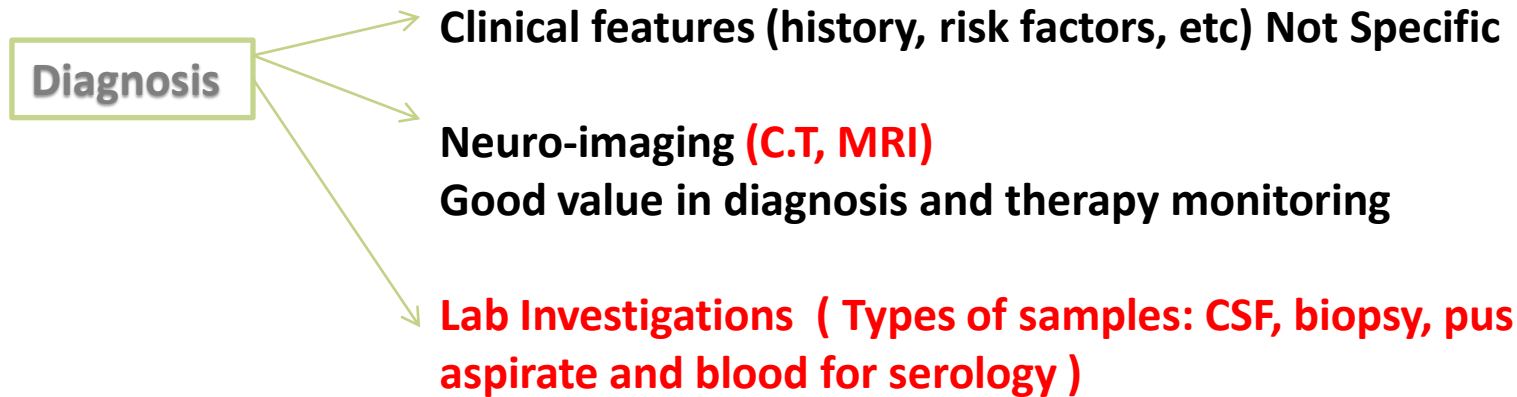 Diagnosis
Clinical features (history, risk factors, etc) Not Specific
Neuro-imaging (C.T, MRI)
Good value in diagnosis and therapy monitoring
Lab Investigations ( Types of samples: CSF, biopsy, pus
aspirate and blood for serology )